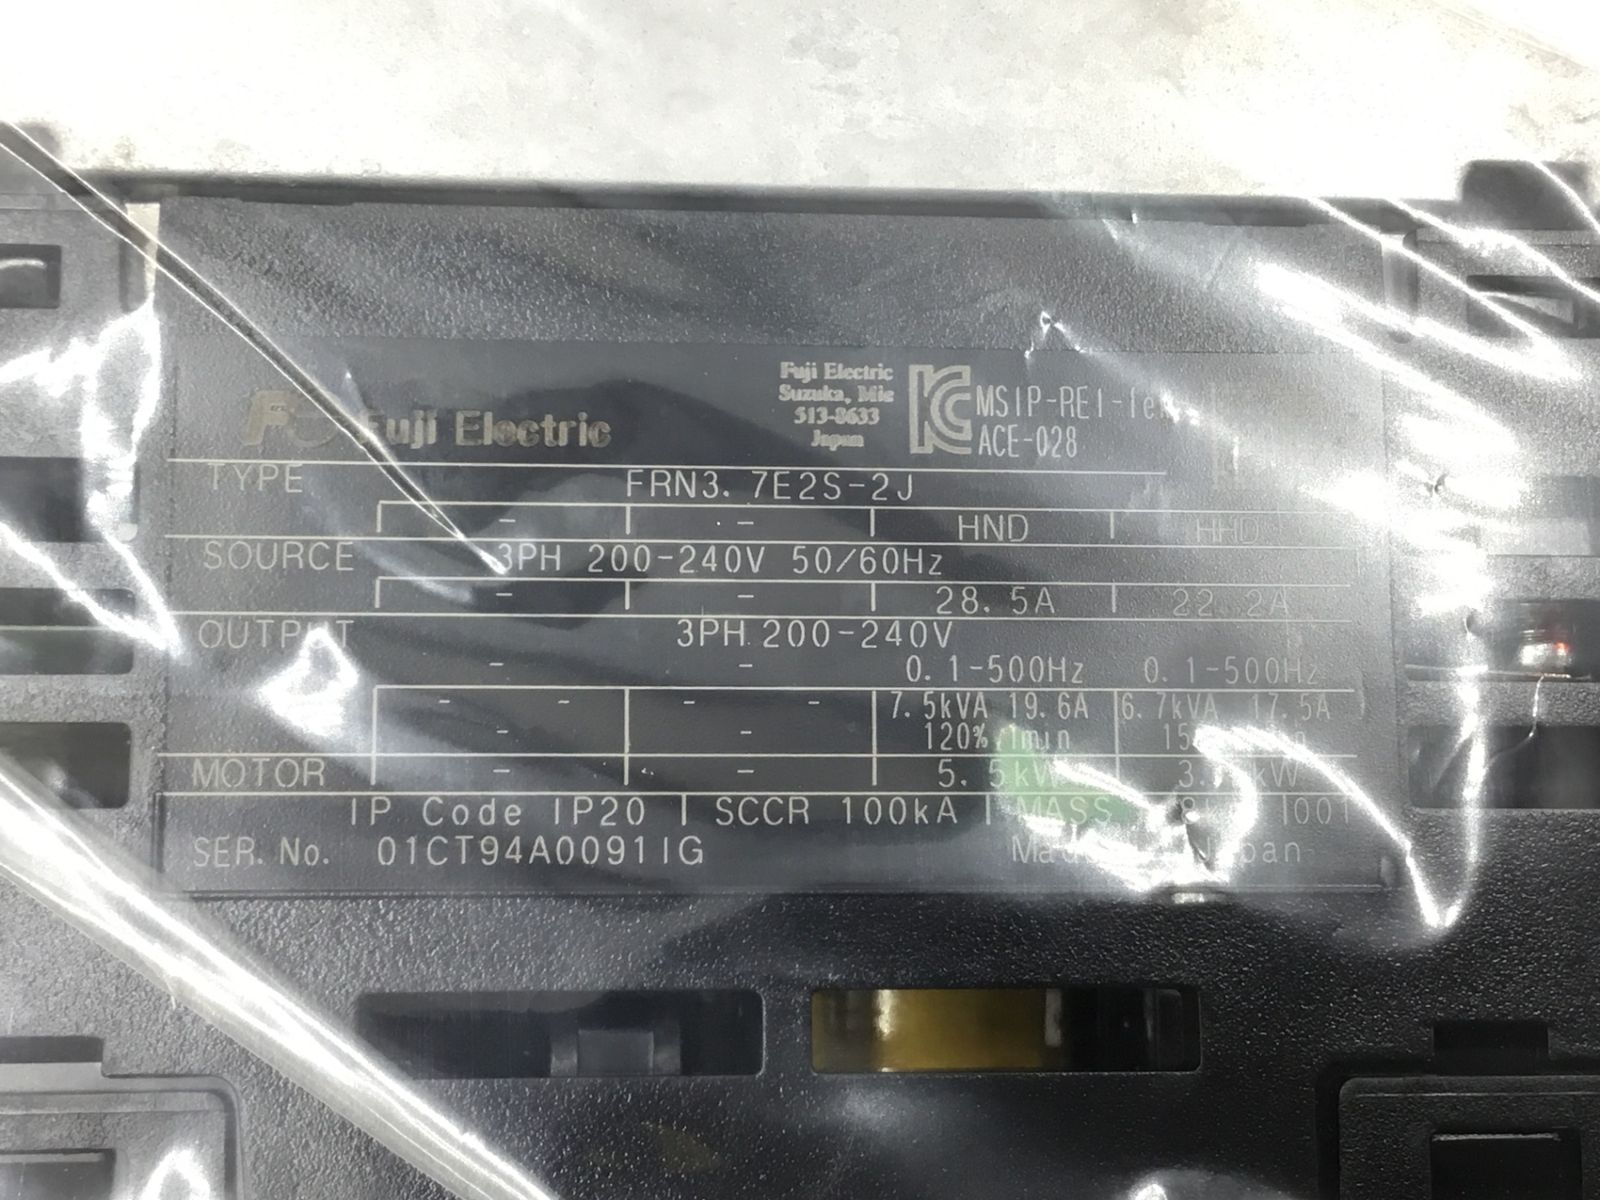 Fuji Electric
Fuji Electric
Suzuka, Mie
513-8633
Japan
MSIP-REI-
ACE-028
TYPE FRN3.7E2S-2J
- - HND HHD
SOURCE 3PH 200-240V 50/60Hz
- - 28.5A 22.2A
OUTPUT 3PH 200-240V
- - 0.1-500Hz 0.1-500Hz
- - - - 7.5kVA 19.6A 6.7kVA 17.5A
- - 120% 1min
MOTOR - - 5.5kW
IP Code IP20 SCCR 100kA MASS 001
SER. No. 01CT94A0091IG